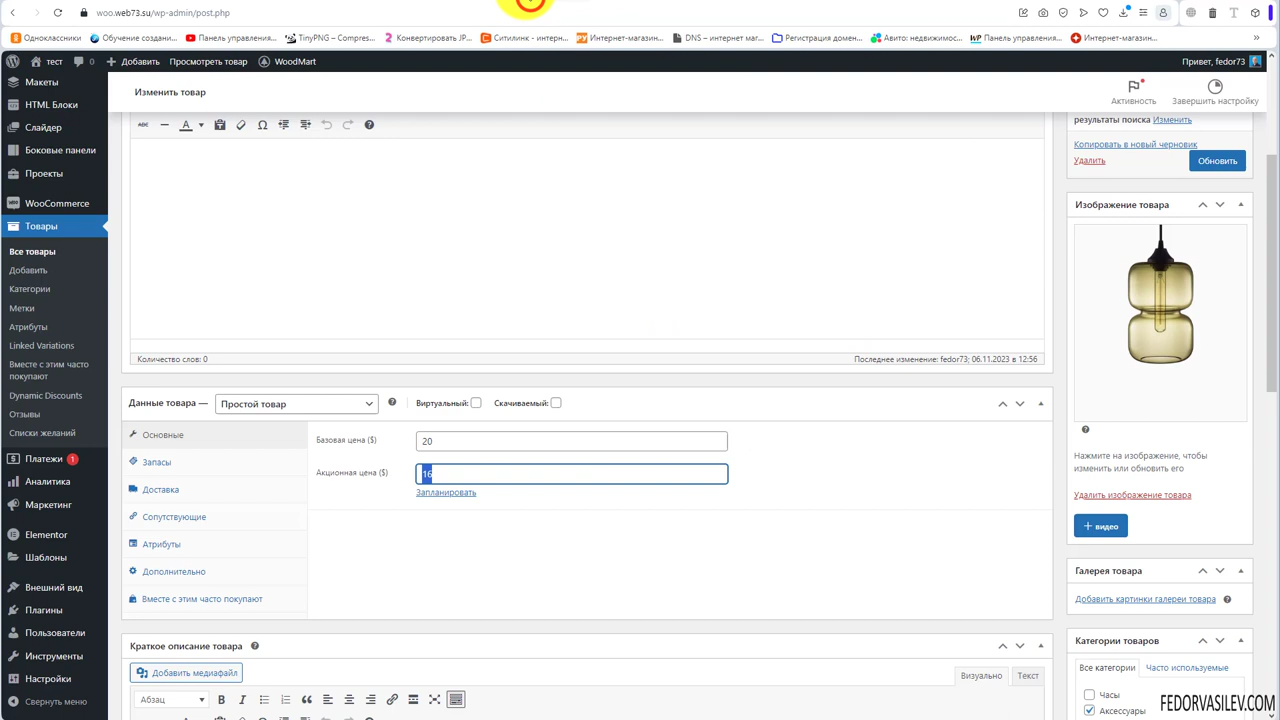 woo.web73.su/wp-admin/post.php
Одноклассники
Обучение создани...
Панель управления...
TinyPNG – Compres...
Конвертировать JP...
Ситилинк - интерн...
Интернет-магазин...
DNS – интернет маг...
Регистрация домен...
Авито: недвижимос...
Панель управления...
Интернет-магазин...
тест
0
Добавить
Просмотреть товар
WoodMart
Привет, fedor73
Макеты
HTML Блоки
Слайдер
Боковые панели
Проекты
WooCommerce
Товары
Все товары
Добавить
Категории
Метки
Атрибуты
Linked Variations
Вместе с этим часто
покупают
Dynamic Discounts
Отзывы
Списки желаний
Платежи 1
Аналитика
Маркетинг
Elementor
Шаблоны
Внешний вид
Плагины
Пользователи
Инструменты
Настройки
Свернуть меню
Изменить товар
Активность
Завершить настройку
ABC
A
Ω
Количество слов: 0
Последнее изменение: fedor73; 06.11.2023 в 12:56
Данные товара — Простой товар
Виртуальный:
Скачиваемый:
Основные
Запасы
Доставка
Сопутствующие
Атрибуты
Дополнительно
Вместе с этим часто покупают
Базовая цена ($) 20
Акционная цена ($) 16
Запланировать
Краткое описание товара
Добавить медиафайл
Визуально
Текст
Абзац
B
I
результаты поиска Изменить
Копировать в новый черновик
Удалить
Обновить
Изображение товара
Нажмите на изображение, чтобы
изменить или обновить его
Удалить изображение товара
+ видео
Галерея товара
Добавить картинки галереи товара
Категории товаров
Все категории
Часто используемые
Часы
Аксессуары
FEDORVASILEV.COM